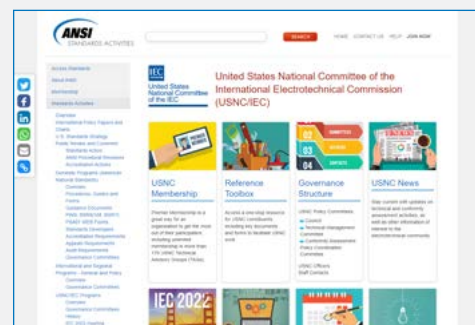 ANSI
STANDARDS ACTIVITIES
SEARCH
HOME CONTACT US HELP JOIN NOW
Access Standards
About ANSI
Membership
Standards Activities
Overview
International Policy Papers and
Charts
U.S. Standards Strategy
Public Review and Comment
Standards Action
ANSI Procedural Revisions
Accreditation Actions
Domestic Programs (American
National Standards)
Overview
Procedures, Guides and
Forms
Guidance Documents
Standards Developers
Accreditation Requirements
Appeals Requirements
Audit Requirements
Governance Committees
International and Regional
Programs - General and Policy
Overview
Governance Committees
USNC/IEC Programs
Overview
Governance Committees
History
IEC
United States
National Committee
of the IEC
United States National Committee of the
International Electrotechnical Commission
(USNC/IEC)
02
03
04
USNC
Membership
Premier Membership is a
great way for an
organization to get the most
out of their participation,
including unlimited
membership in more than
USNC Technical
Advisory Groups (TAGs).
Reference
Toolbox
Access a one-stop resource
for USNC constituents
including key documents
and forms to facilitate USNC
work
Governance
Structure
USNC Policy Committees:
Council
Technical Management
Committee
Conformity Assessment
Policy Coordination
Committee
USNC Officers
Staff Contacts
USNC News
NEWS
Stay current with updates on
technical and conformity
assessment activities, as
well as other information of
interest to the
electrotechnical community.
IEC 2022